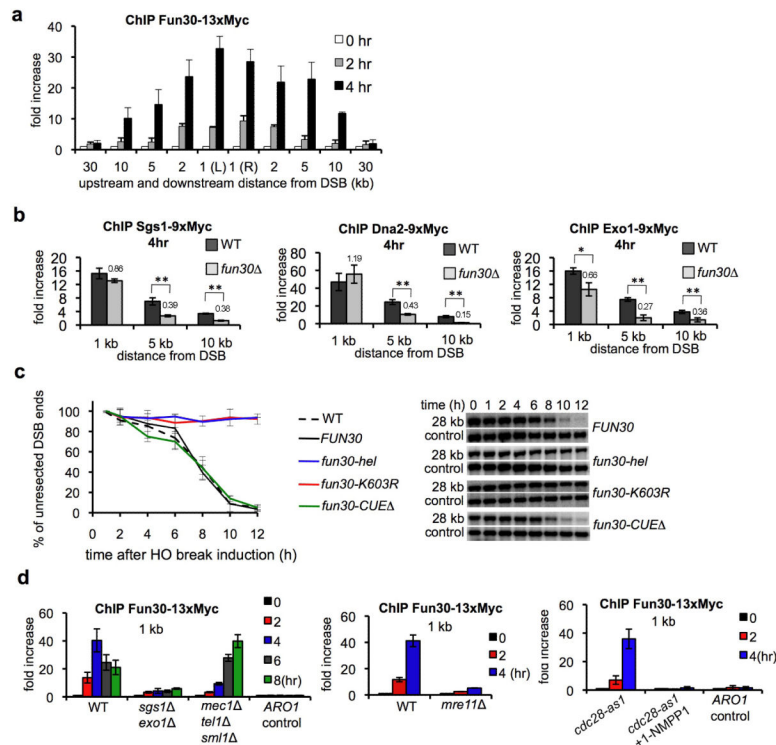 a
ChIP Fun30-13xMyc
fold increase
40
30
20
10
0
0 hr
2 hr
4 hr
30 10 5 2 1 (L) 1 (R) 2 5 10 30
upstream and downstream distance from DSB (kb)
b
ChIP Sgs1-9xMyc
4hr
fold increase
20
16
12
8
4
0
WT
fun30Δ
0.86
**
0.39
**
0.38
1 kb 5 kb 10 kb
distance from DSB
ChIP Dna2-9xMyc
4hr
fold increase
100
80
60
40
20
0
WT
fun30Δ
1.19
**
0.43
**
0.15
1 kb 5 kb 10 kb
distance from DSB
ChIP Exo1-9xMyc
4hr
fold increase
20
16
12
8
4
0
WT
fun30Δ
*
0.66
**
0.27
**
0.36
1 kb 5 kb 10 kb
distance from DSB
c
% of unresected DSB ends
100
80
60
40
20
0
0 2 4 6 8 10 12
time after HO break induction (h)
WT
FUN30
fun30-hel
fun30-K603R
fun30-CUEΔ
time (h) 0 1 2 4 6 8 10 12
28 kb
control
FUN30
28 kb
control
fun30-hel
28 kb
control
fun30-K603R
28 kb
control
fun30-CUEΔ
d
ChIP Fun30-13xMyc
1 kb
fold increase
60
40
20
0
0
2
4
6
8(hr)
WT
sgs1Δ
exo1Δ
mec1Δ
tel1Δ
sml1Δ
ARO1
control
ChIP Fun30-13xMyc
1 kb
fold increase
60
40
20
0
0
2
4 (hr)
WT
mre11Δ
ChIP Fun30-13xMyc
1 kb
fold increase
60
40
20
0
0
2
4(hr)
cdc28-as1
cdc28-as1
+1-NMPP1
ARO1
control